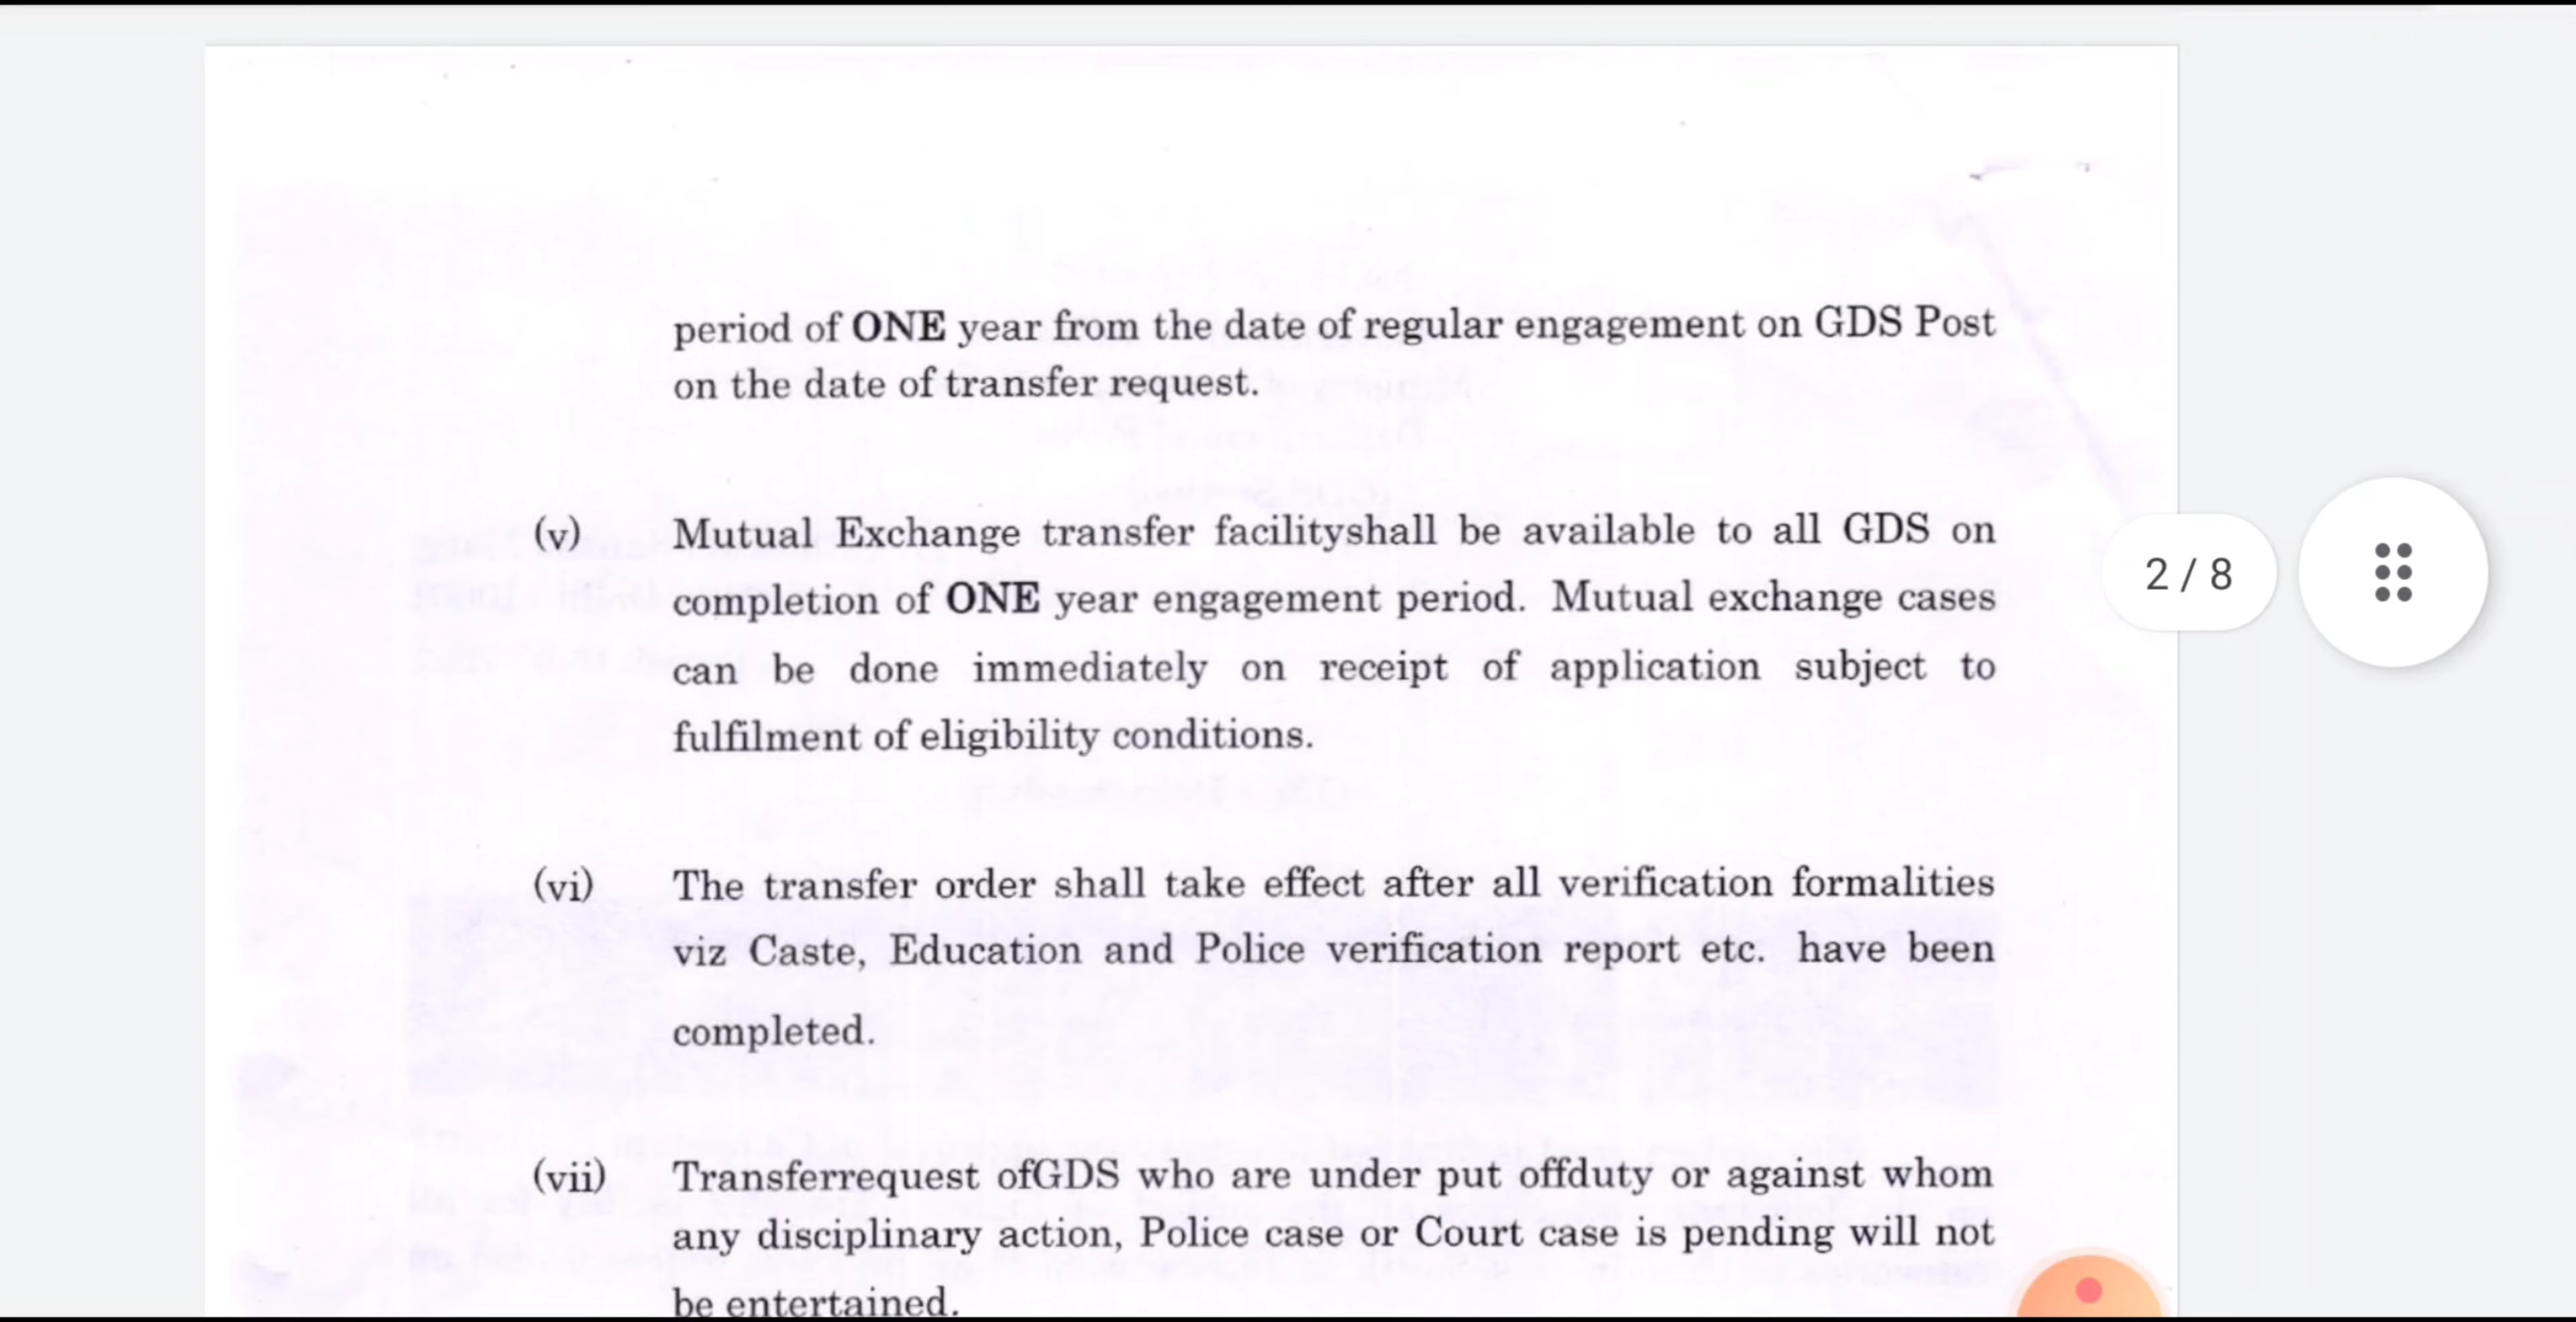 period of ONE year from the date of regular engagement on GDS Post
on the date of transfer request.
(v) Mutual Exchange transfer facilityshall be available to all GDS on
completion of ONE year engagement period. Mutual exchange cases
can be done immediately on receipt of application subject to
fulfilment of eligibility conditions.
2 / 8
(vi) The transfer order shall take effect after all verification formalities
viz Caste, Education and Police verification report etc. have been
completed.
(vii) Transferrequest ofGDS who are under put offduty or against whom
any disciplinary action, Police case or Court case is pending will not
be entertained.